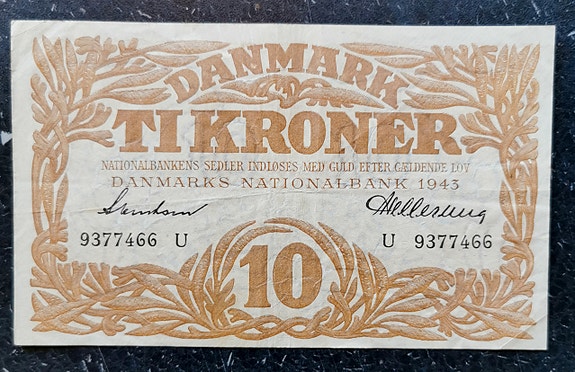 DANMARK
TI KRONER
NATIONALBANKENS SEDLER INDLØSES MED GULD EFTER GÆLDENDE LOV
DANMARKS NATIONALBANK 1943
9377466 U U 9377466
10